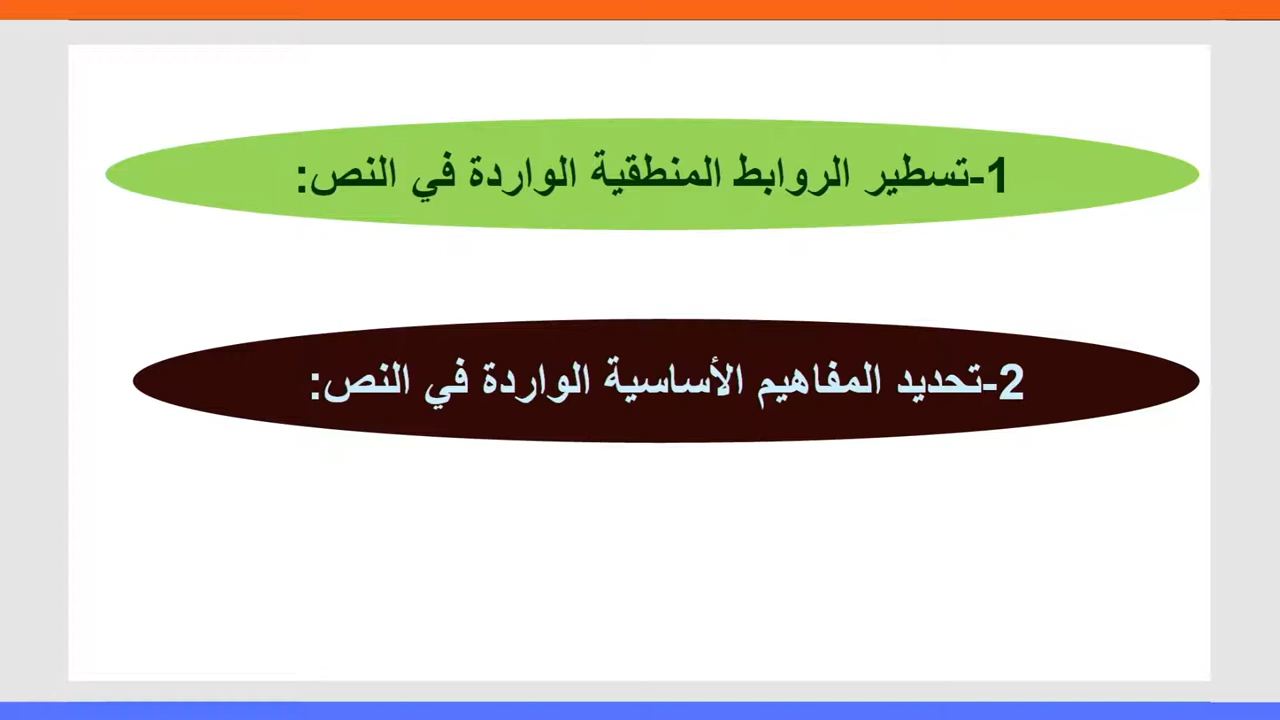 1-تسطير الروابط المنطقية الواردة في النص:
2-تحديد المفاهيم الأساسية الواردة في النص: